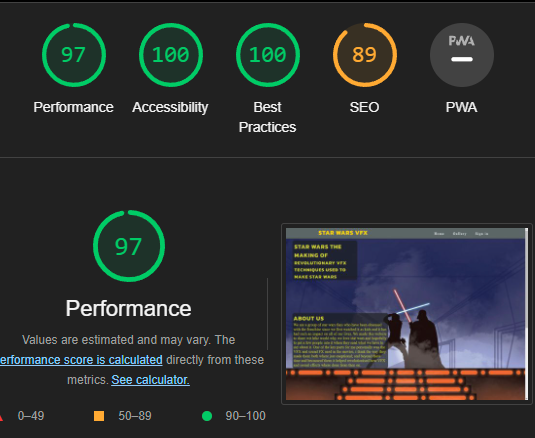 97
100
100
89
PWA
Performance
Accessibility
Best
Practices
SEO
PWA
97
Performance
Values are estimated and may vary. The
erformance score is calculated directly from these
metrics. See calculator.
0–49
50–89
90–100
STAR WARS VFX
Home
Gallery
Sign in
STAR WARS THE
MAKING OF
REVOLUTIONARY VFX
TECHNIQUES USED TO
MAKE STAR WARS
ABOUT US